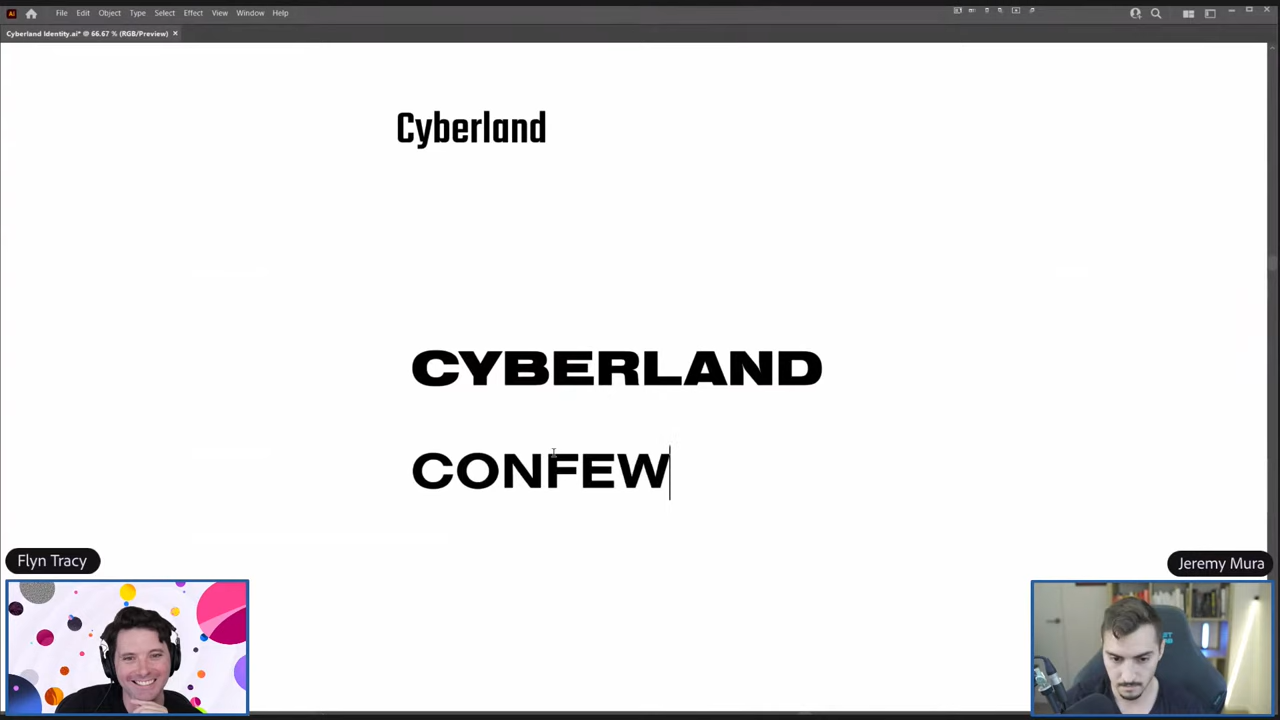 File Edit Object Type Select Effect View Window Help
Cyberland Identity.ai* @ 66.67 % (RGB/Preview)
Cyberland
CYBERLAND
CONFEW
Flyn Tracy
Jeremy Mura